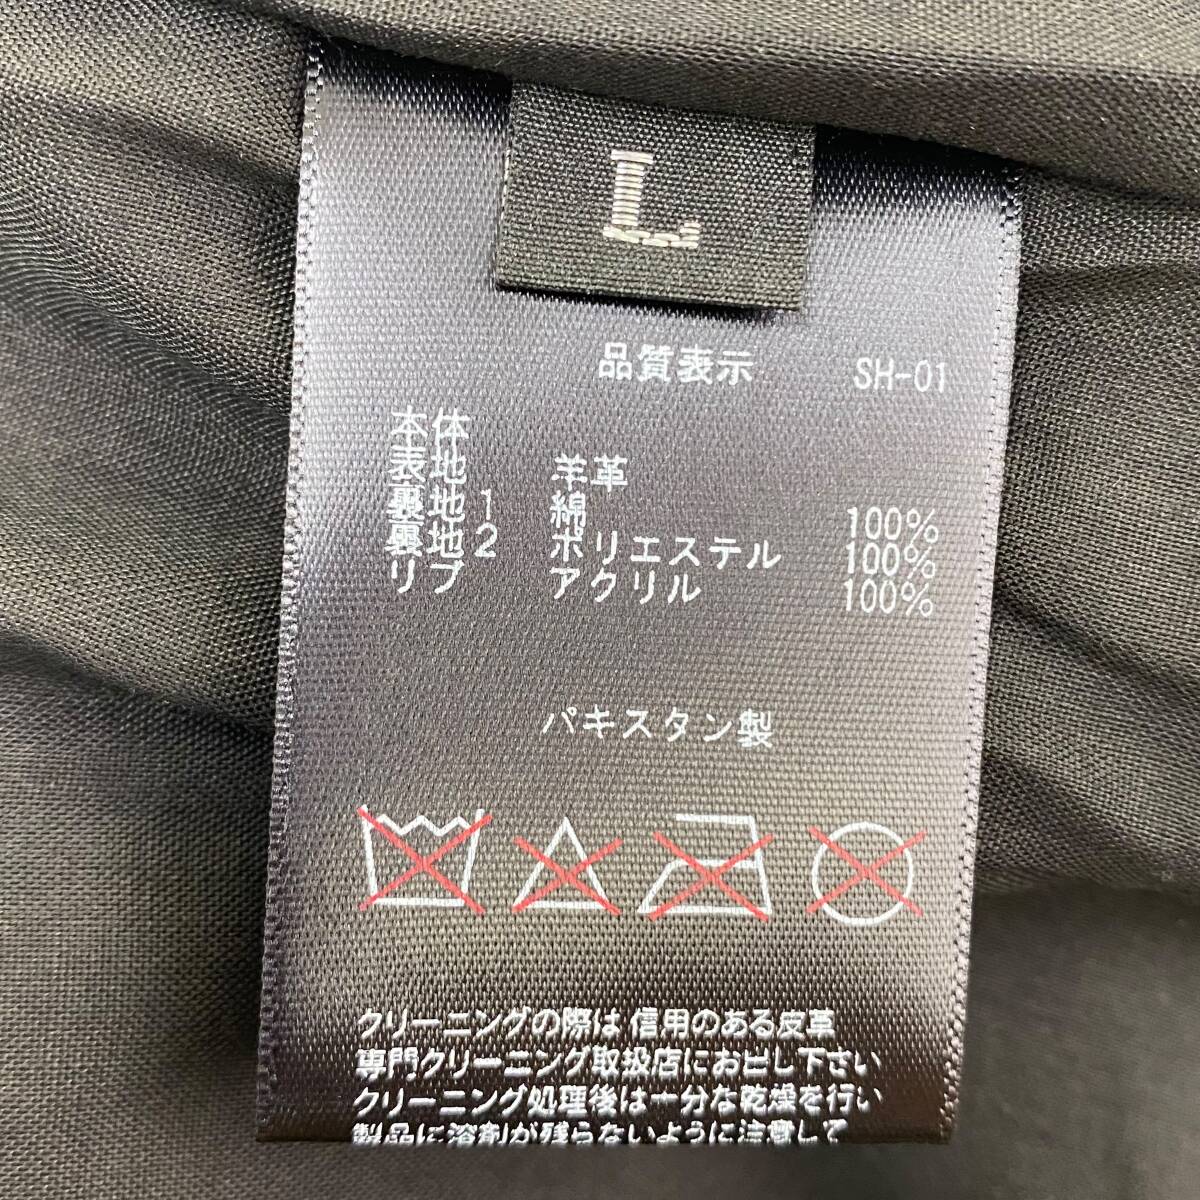 L
品質表示 SH-01
本体
表地 羊革
裏地1 綿 100%
裏地2 ポリエステル 100%
リブ アクリル 100%
パキスタン製
クリーニングの際は信用のある皮革
専門クリーニング取扱店にお出し下さい
クリーニング処理後は十分な乾燥を行い
製品に溶剤が残らないように注意して